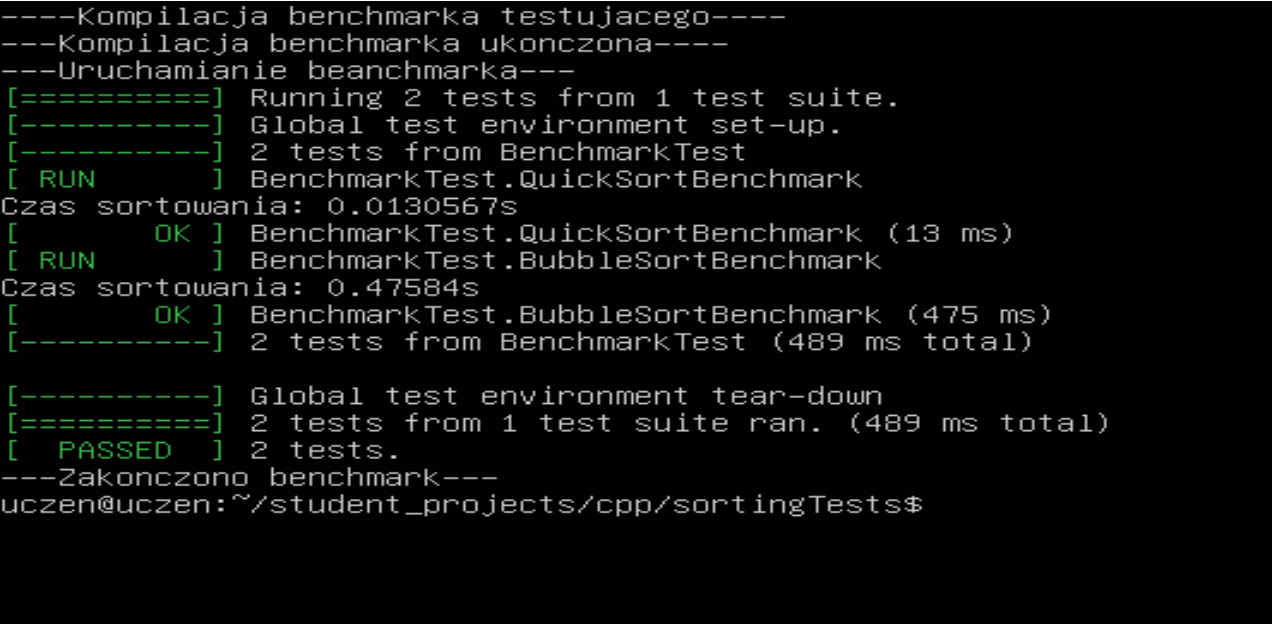 ----Kompilacja benchmarka testujacego----
---Kompilacja benchmarka ukonczona----
---Uruchamianie beanchmarka---
[==========] Running 2 tests from 1 test suite.
[----------] Global test environment set-up.
[----------] 2 tests from BenchmarkTest
[ RUN      ] BenchmarkTest.QuickSortBenchmark
Czas sortowania: 0.0130567s
[       OK ] BenchmarkTest.QuickSortBenchmark (13 ms)
[ RUN      ] BenchmarkTest.BubbleSortBenchmark
Czas sortowania: 0.47584s
[       OK ] BenchmarkTest.BubbleSortBenchmark (475 ms)
[----------] 2 tests from BenchmarkTest (489 ms total)
[----------] Global test environment tear-down
[==========] 2 tests from 1 test suite ran. (489 ms total)
[  PASSED  ] 2 tests.
---Zakonczono benchmark---
uczen@uczen:~/student_projects/cpp/sortingTests$